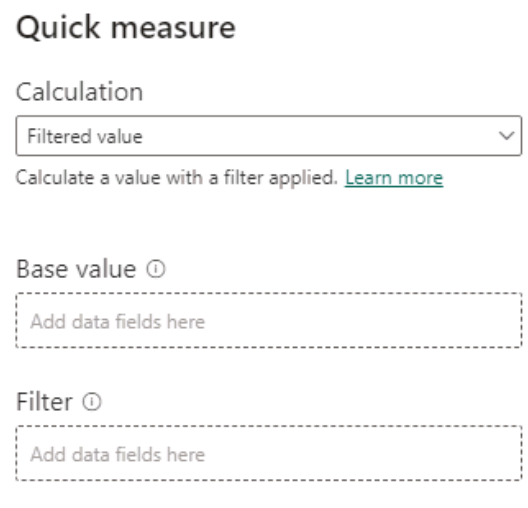 Quick measure
Calculation
Filtered value
Calculate a value with a filter applied. Learn more
Base value
Add data fields here
Filter
Add data fields here